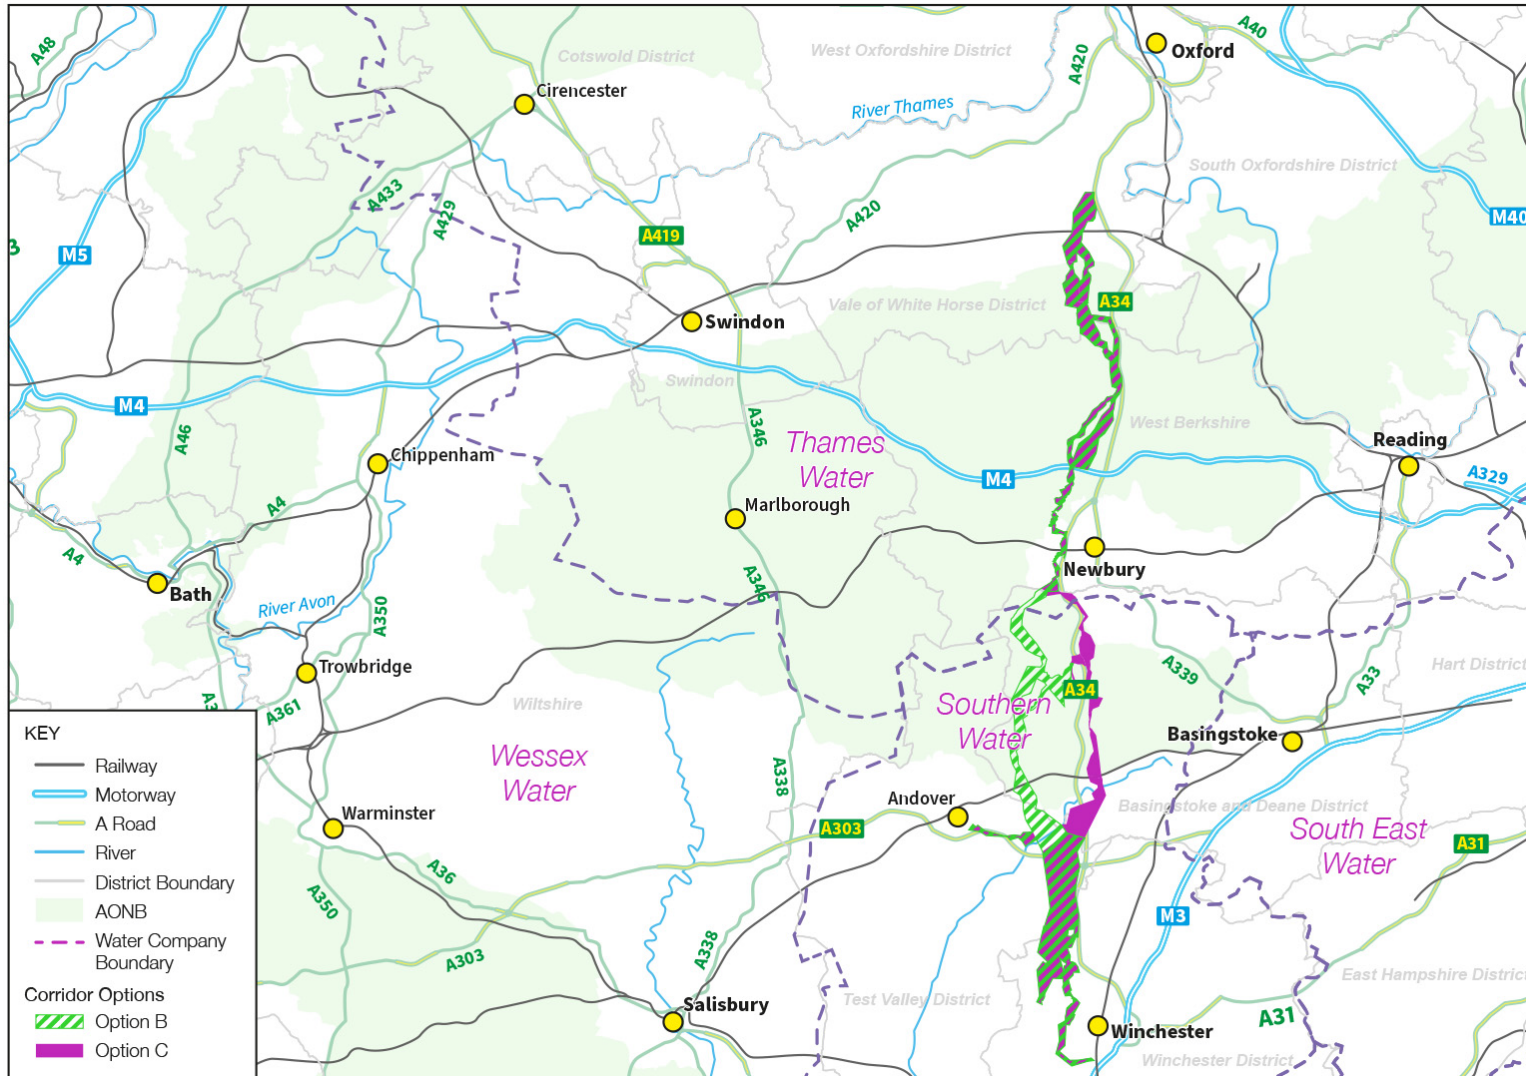 A48
Cotswold District
West Oxfordshire District
A420
Oxford
A40
Cirencester
River Thames
South Oxfordshire District
A433
A429
A420
M40
3
M5
A419
Vale of White Horse District
A34
Swindon
Swindon
M4
A46
A346
Thames
Water
West Berkshire
Reading
Chippenham
M4
A329
A4
Marlborough
A4
Bath
River Avon
A350
A346
Newbury
Trowbridge
A339
A33
Hart District
A34
A361
Wiltshire
Southern
Water
Basingstoke
Wessex
Water
A338
Andover
Basingstoke and Deane District
Warminster
A303
South East
Water
A31
A36
A350
M3
A303
A338
East Hampshire District
Salisbury
Test Valley District
A31
Winchester
Winchester District
KEY
Railway
Motorway
A Road
River
District Boundary
AONB
Water Company
Boundary
Corridor Options
Option B
Option C